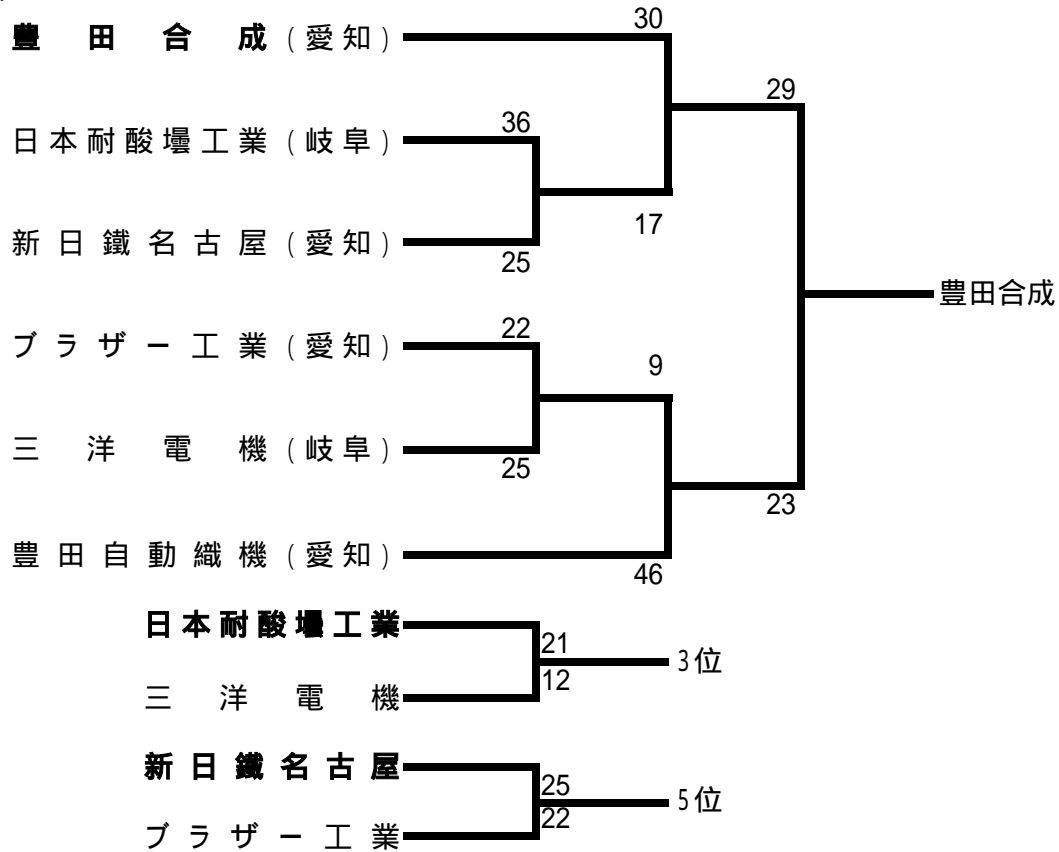 30
豊田合成(愛知)
29
36
日本耐酸壜工業(岐阜)
17
新日鐵名古屋(愛知)
25
豊田合成
22
ブラザー工業(愛知)
9
三洋電機(岐阜)
25
23
豊田自動織機(愛知)
46
日本耐酸壜工業
21
3位
12
三洋電機
新日鐵名古屋
25
5位
22
ブラザー工業